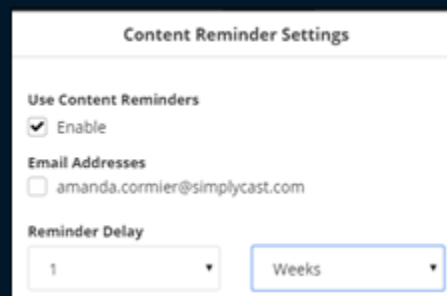 Content Reminder Settings
Use Content Reminders
Enable
Email Addresses
amanda.cormier@simplycast.com
Reminder Delay
1 Weeks